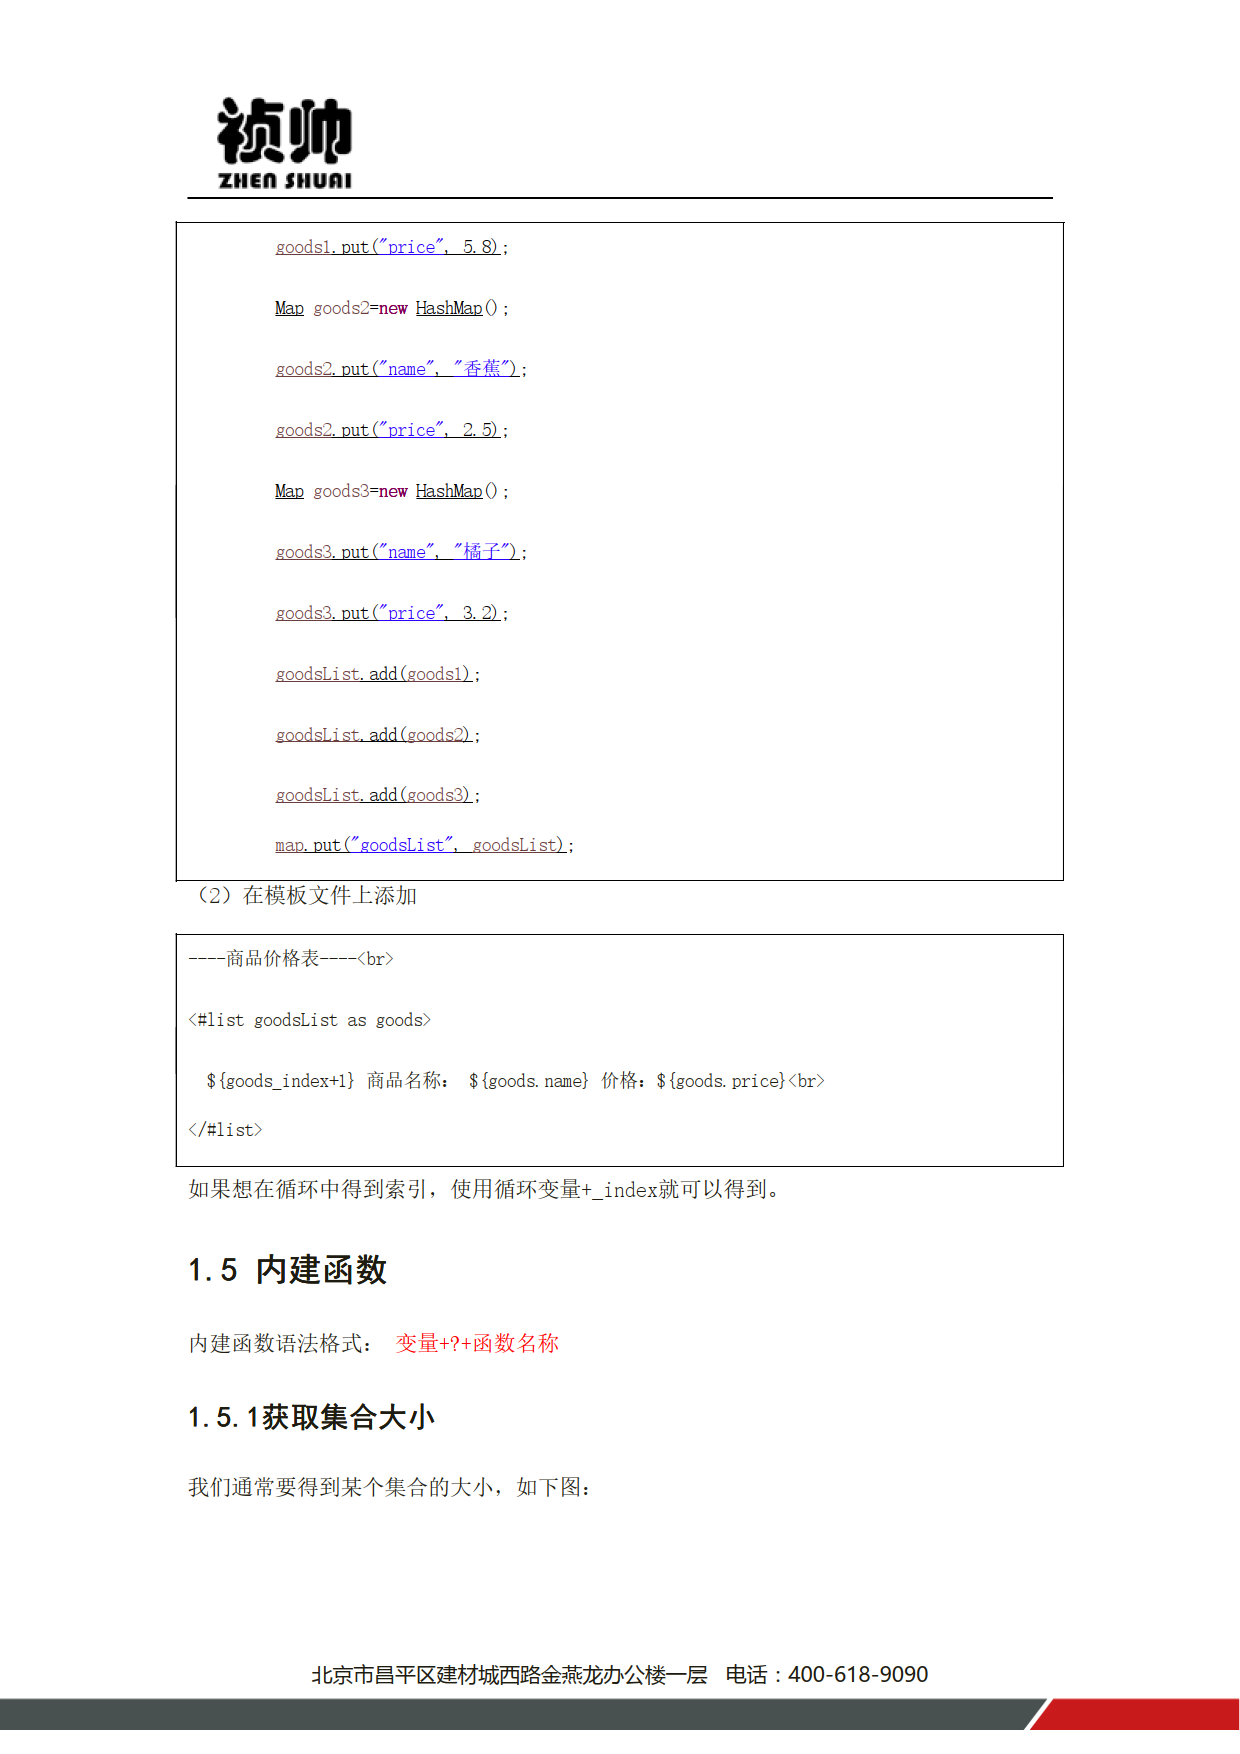 祯帅
ZHEN SHUAI
goods1.put("price", 5.8);
Map goods2=new HashMap();
goods2.put("name", "香蕉");
goods2.put("price", 2.5);
Map goods3=new HashMap();
goods3.put("name", "橘子");
goods3.put("price", 3.2);
goodsList.add(goods1);
goodsList.add(goods2);
goodsList.add(goods3);
map.put("goodsList", goodsList);
（2）在模板文件上添加
----商品价格表----<br>
<#list goodsList as goods>
${goods_index+1} 商品名称： ${goods.name} 价格：${goods.price}<br>
</#list>
如果想在循环中得到索引，使用循环变量+_index就可以得到。
1.5 内建函数
内建函数语法格式： 变量+?+函数名称
1.5.1获取集合大小
我们通常要得到某个集合的大小，如下图：
北京市昌平区建材城西路金燕龙办公楼一层 电话：400-618-9090